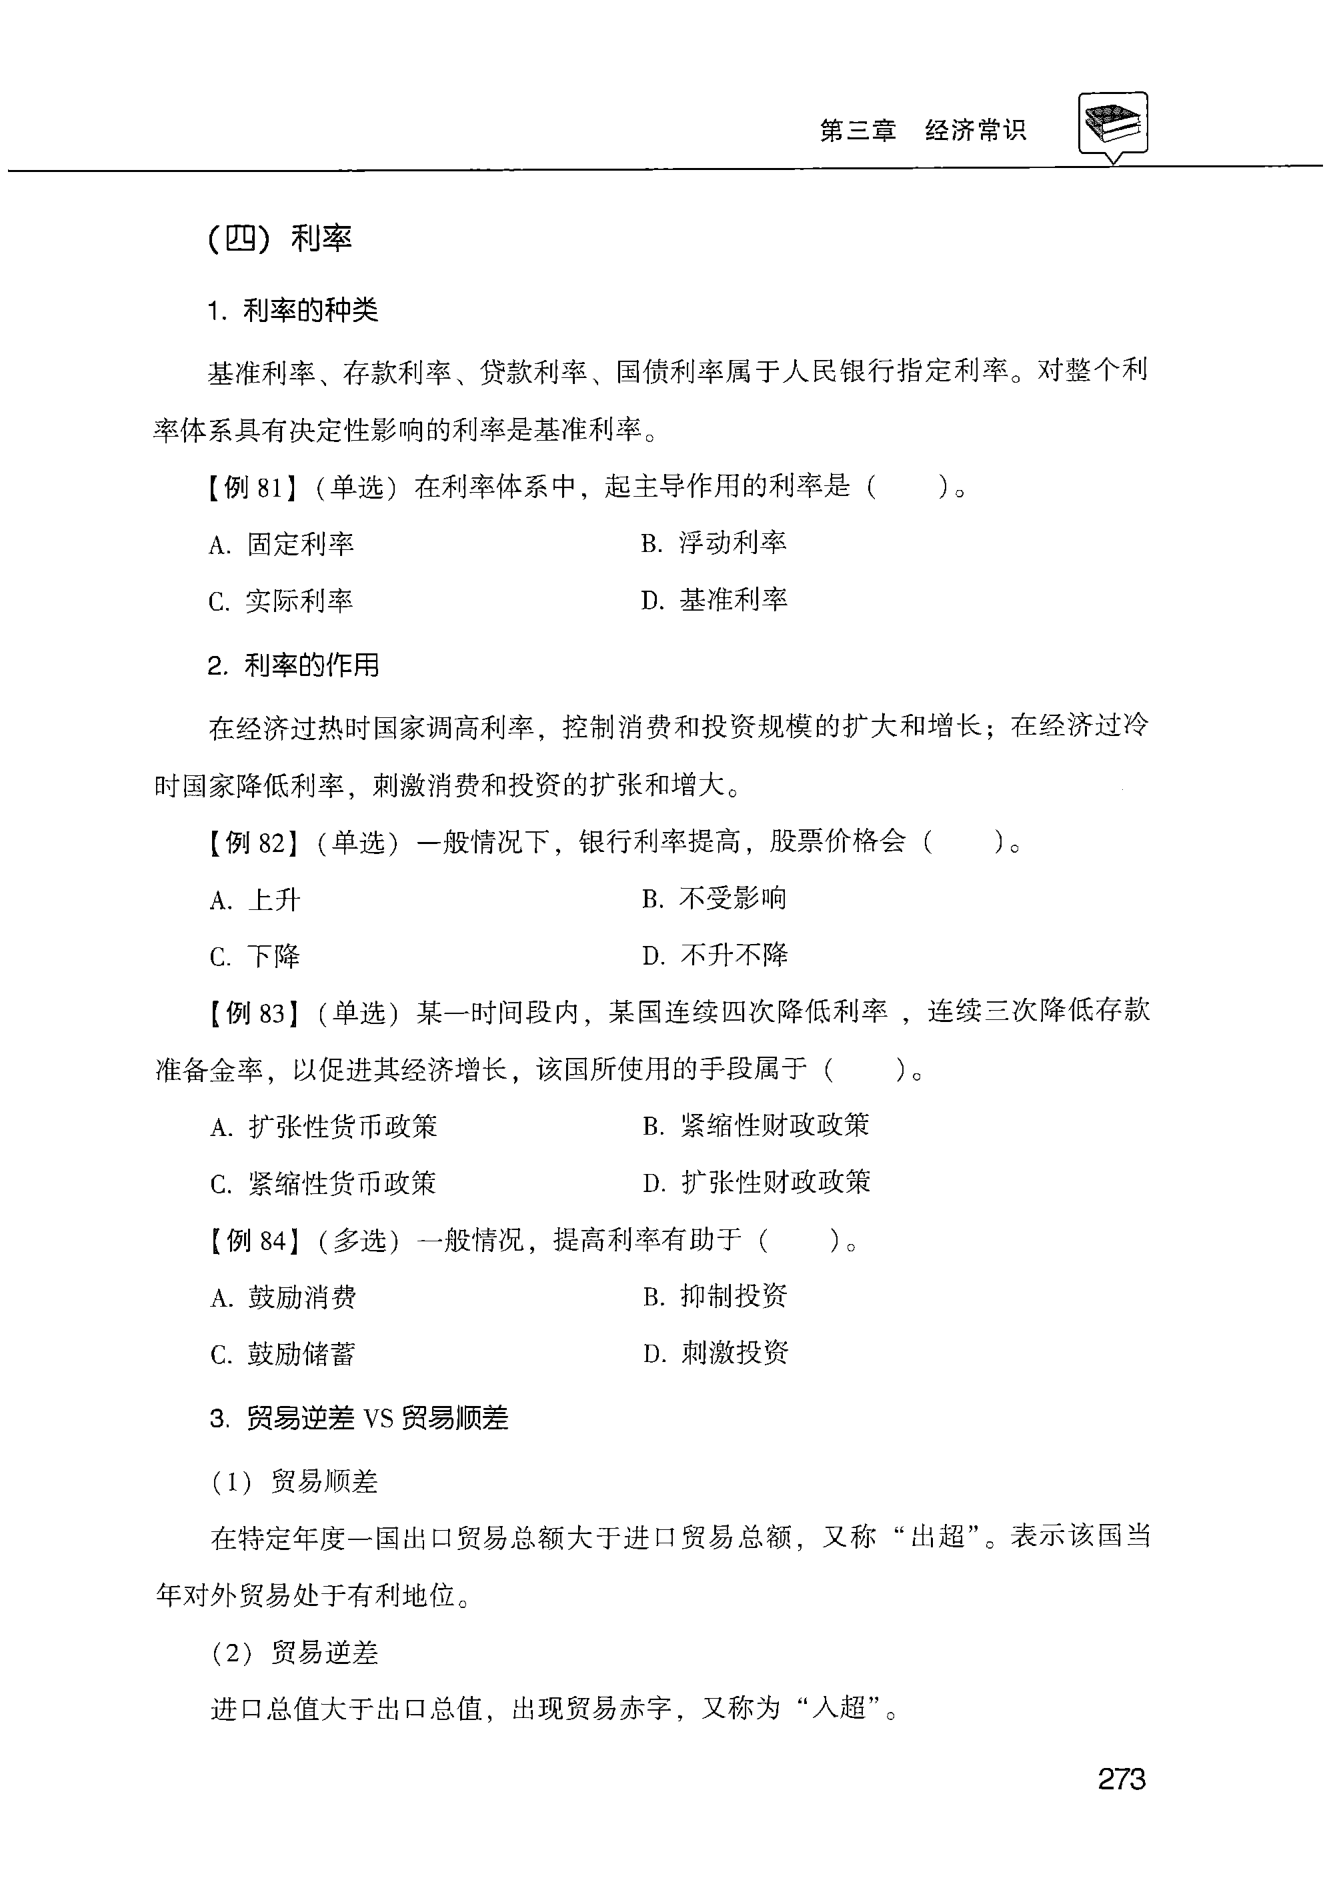 第三章 经济常识
(四) 利率
1. 利率的种类
基准利率、存款利率、贷款利率、国债利率属于人民银行指定利率。对整个利
率体系具有决定性影响的利率是基准利率。
【例 81】(单选) 在利率体系中，起主导作用的利率是（　　）。
A. 固定利率 B. 浮动利率
C. 实际利率 D. 基准利率
2. 利率的作用
在经济过热时国家调高利率，控制消费和投资规模的扩大和增长；在经济过冷
时国家降低利率，刺激消费和投资的扩张和增大。
【例 82】(单选) 一般情况下，银行利率提高，股票价格会（　　）。
A. 上升 B. 不受影响
C. 下降 D. 不升不降
【例 83】(单选) 某一时间段内，某国连续四次降低利率，连续三次降低存款
准备金率，以促进其经济增长，该国所使用的手段属于（　　）。
A. 扩张性货币政策 B. 紧缩性财政政策
C. 紧缩性货币政策 D. 扩张性财政政策
【例 84】(多选) 一般情况，提高利率有助于（　　）。
A. 鼓励消费 B. 抑制投资
C. 鼓励储蓄 D. 刺激投资
3. 贸易逆差 VS 贸易顺差
(1) 贸易顺差
在特定年度一国出口贸易总额大于进口贸易总额，又称“出超”。表示该国当
年对外贸易处于有利地位。
(2) 贸易逆差
进口总值大于出口总值，出现贸易赤字，又称为“入超”。
273